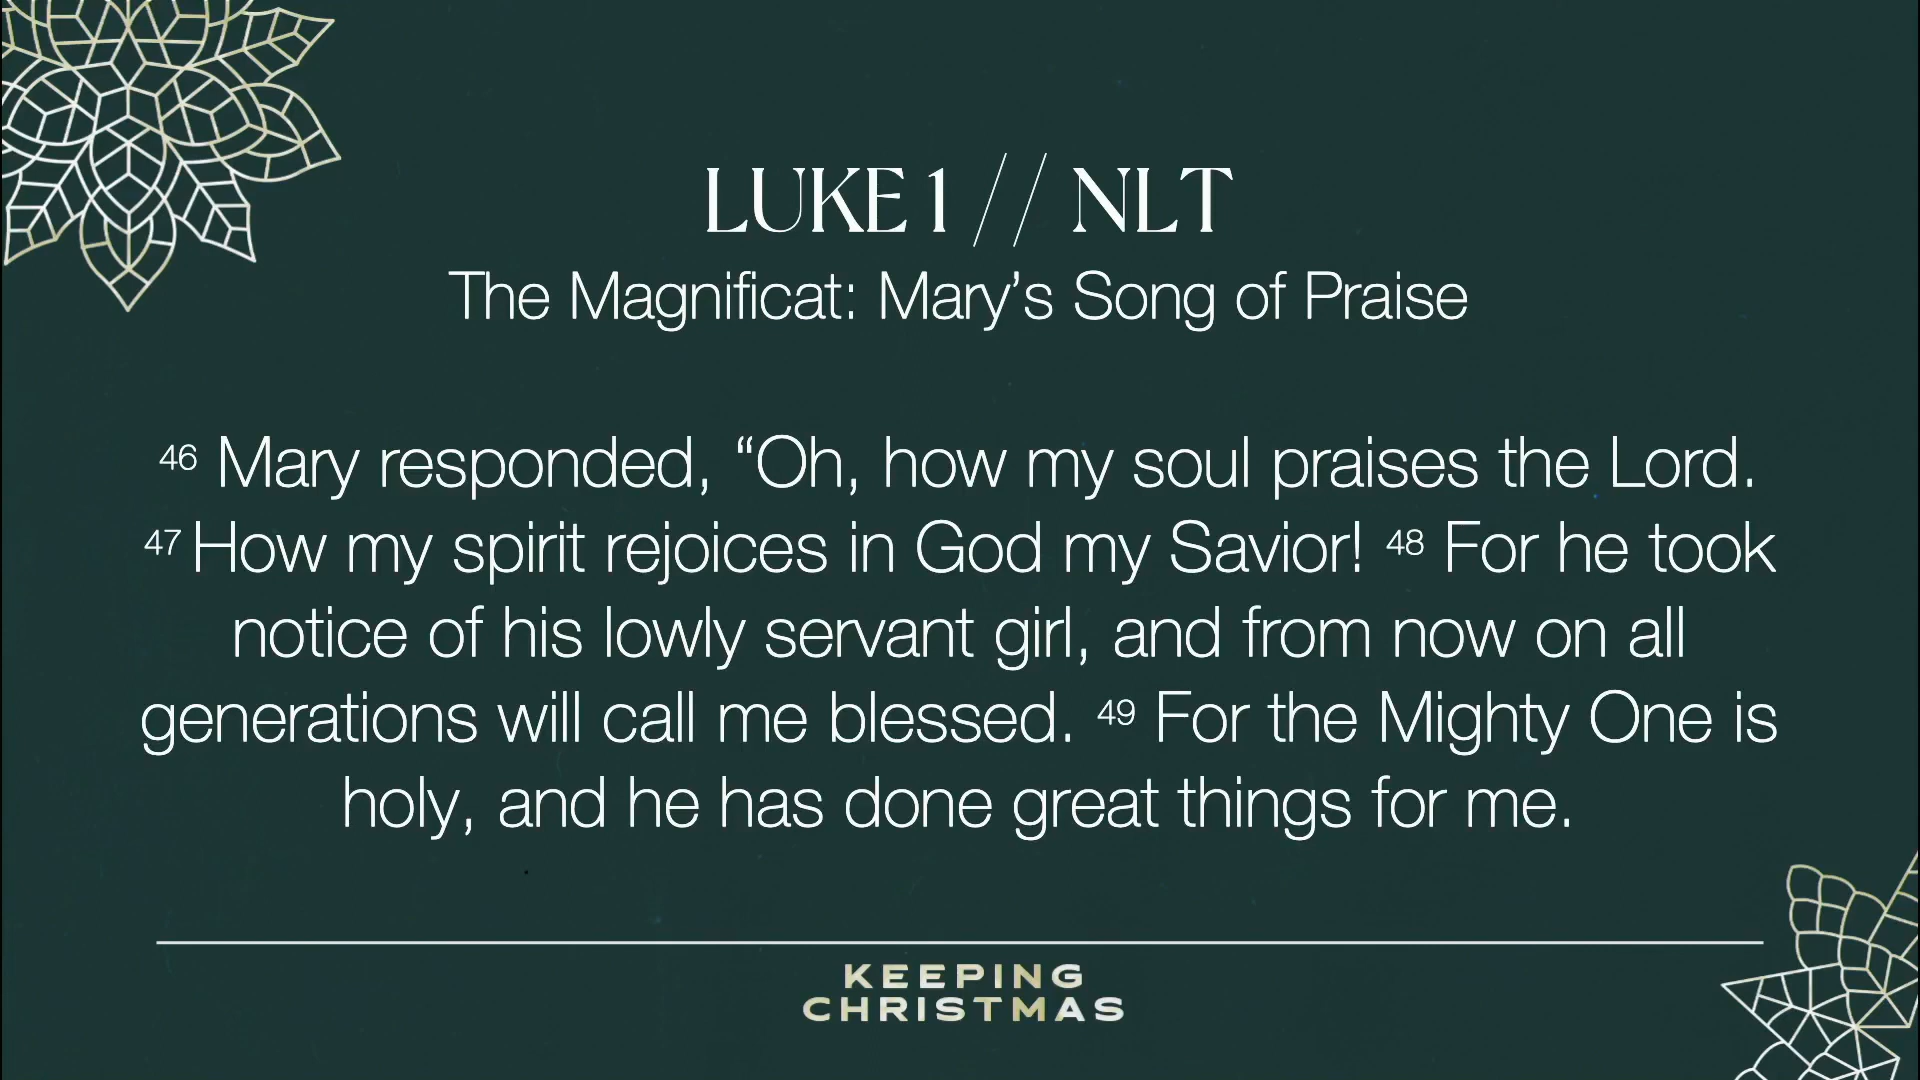 LUKE 1 // NLT
The Magnificat: Mary’s Song of Praise
46 Mary responded, “Oh, how my soul praises the Lord.
47 How my spirit rejoices in God my Savior! 48 For he took
notice of his lowly servant girl, and from now on all
generations will call me blessed. 49 For the Mighty One is
holy, and he has done great things for me.
KEEPING
CHRISTMAS